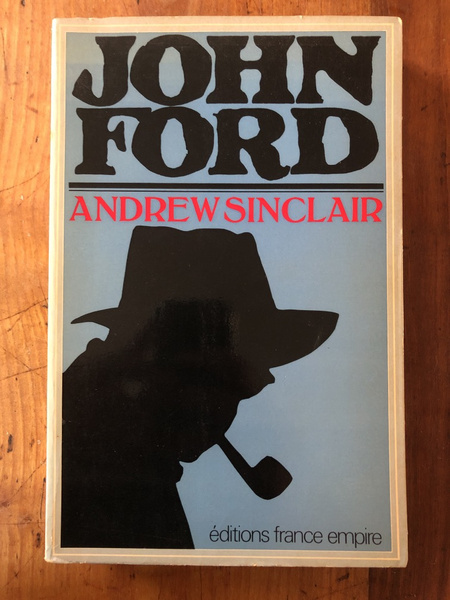 JOHN
FORD
ANDREW SINCLAIR
éditions france empire